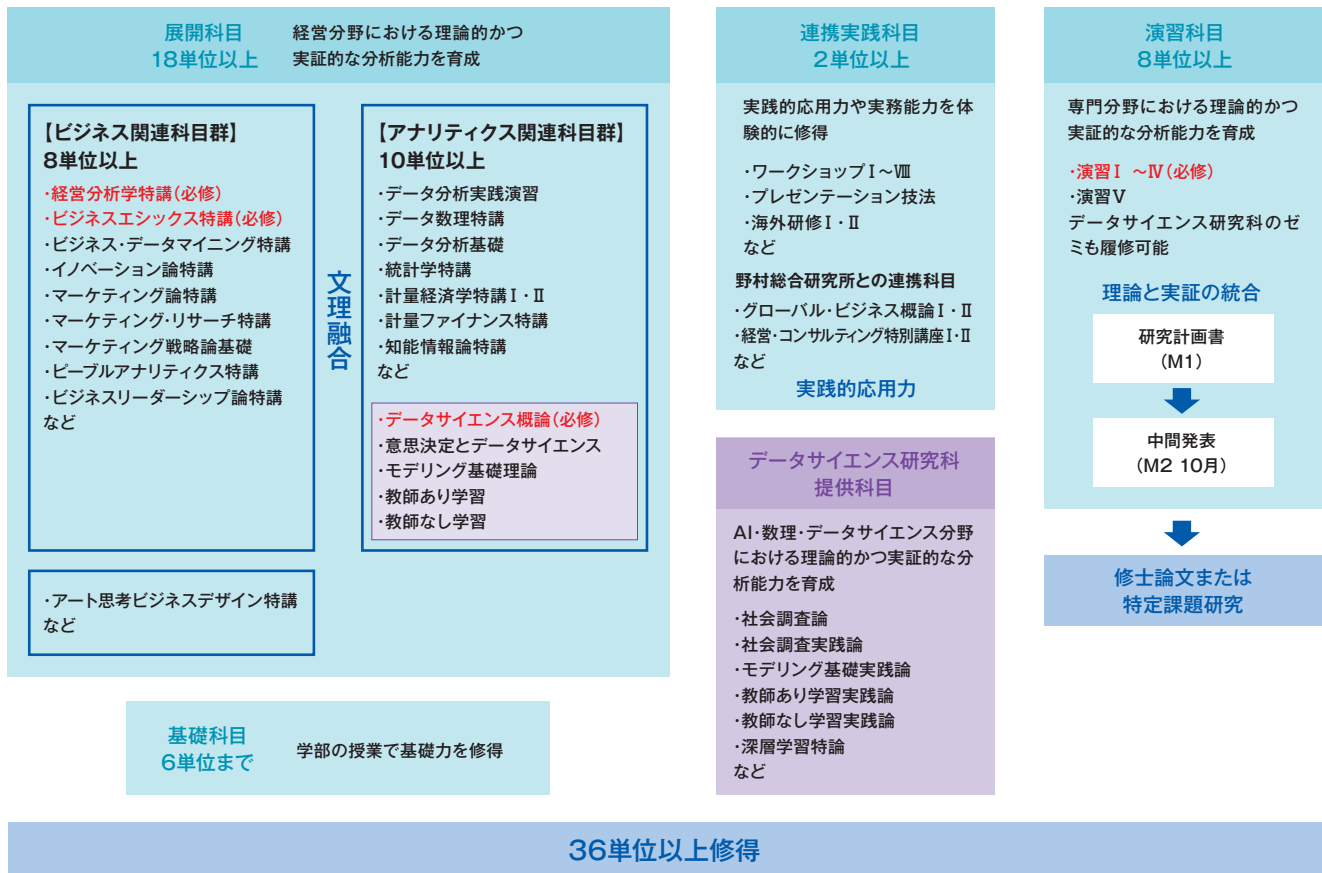 展開科目
18単位以上
経営分野における理論的かつ
実証的な分析能力を育成
【ビジネス関連科目群】
8単位以上
・経営分析学特講(必修)
・ビジネスエシックス特講(必修)
・ビジネス・データマイニング特講
・イノベーション論特講
・マーケティング論特講
・マーケティング・リサーチ特講
・マーケティング戦略論基礎
・ピープルアナリティクス特講
・ビジネスリーダーシップ論特講
など
文理融合
【アナリティクス関連科目群】
10単位以上
・データ分析実践演習
・データ数理特講
・データ分析基礎
・統計学特講
・計量経済学特講Ⅰ・Ⅱ
・計量ファイナンス特講
・知能情報論特講
など
・データサイエンス概論(必修)
・意思決定とデータサイエンス
・モデリング基礎理論
・教師あり学習
・教師なし学習
・アート思考ビジネスデザイン特講
など
基礎科目
6単位まで
学部の授業で基礎力を修得
連携実践科目
2単位以上
実践的応用力や実務能力を体
験的に修得
・ワークショップⅠ~Ⅷ
・プレゼンテーション技法
・海外研修Ⅰ・Ⅱ
など
野村総合研究所との連携科目
・グローバル・ビジネス概論Ⅰ・Ⅱ
・経営・コンサルティング特別講座Ⅰ・Ⅱ
など
実践的応用力
データサイエンス研究科
提供科目
AI・数理・データサイエンス分野
における理論的かつ実証的な分
析能力を育成
・社会調査論
・社会調査実践論
・モデリング基礎実践論
・教師あり学習実践論
・教師なし学習実践論
・深層学習特論
など
演習科目
8単位以上
専門分野における理論的かつ
実証的な分析能力を育成
・演習Ⅰ ~Ⅳ(必修)
・演習Ⅴ
データサイエンス研究科のゼ
ミも履修可能
理論と実証の統合
研究計画書
(M1)
中間発表
(M2 10月)
修士論文または
特定課題研究
36単位以上修得